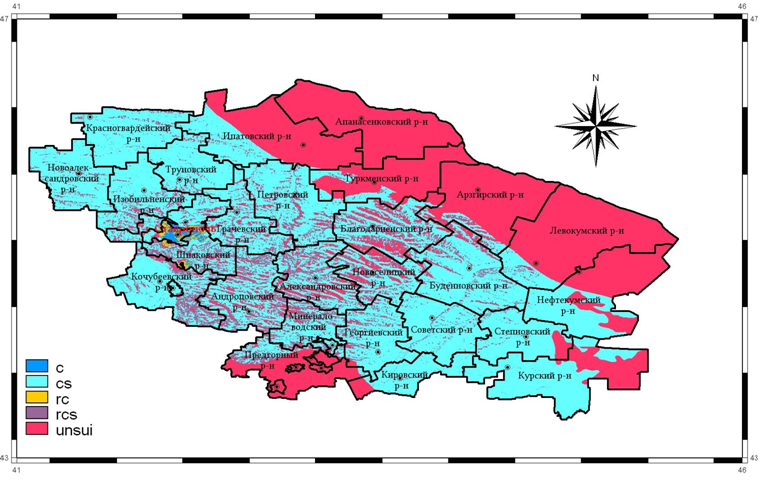 41
46
47
47
N
Апанасенковский р-н
Красногвардейский
р-н
Ипатовский р-н
Новоалек-
сандровский
р-н
Труновский
р-н
Туркменский р-н
Изобильненский
р-н
Петровский
р-н
Арзгирский р-н
Грачевский
р-н
Благодарненский р-н
Левокумский р-н
Шпаковский
р-н
Кочубеевский
р-н
Новоселицкий
р-н
Александровский
р-н
Буденновский р-н
Андроповский
р-н
Нефтекумский
р-н
Минерало
водский
р-н
Георгиевский
р-н
Советский р-н
Степновский
р-н
Предгорный
р-н
Кировский
р-н
Курский р-н
c
cs
rc
rcs
unsui
43
43
41
46